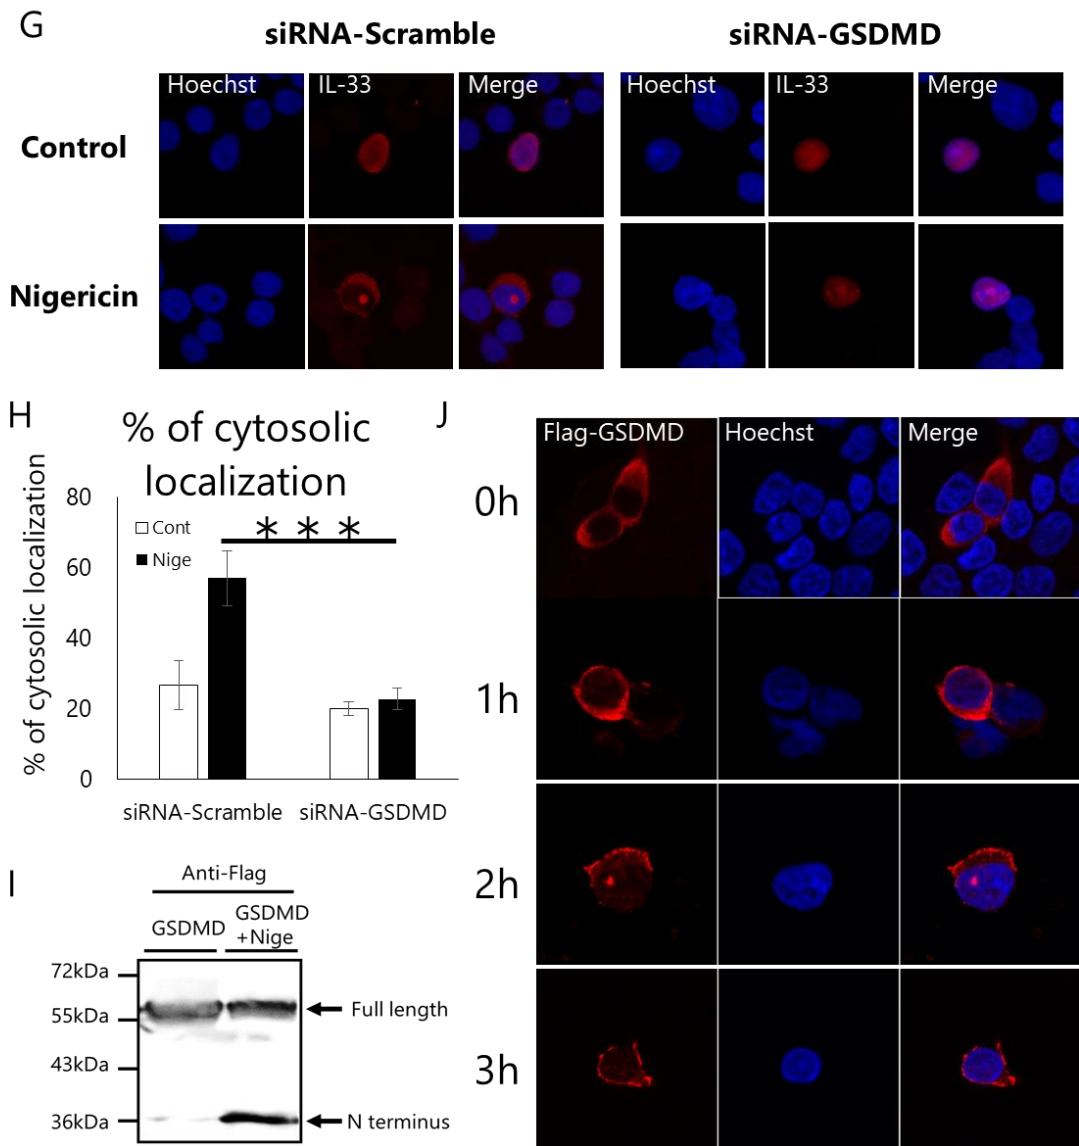 G
siRNA-Scramble
siRNA-GSDMD
Hoechst
IL-33
Merge
Hoechst
IL-33
Merge
Control
Nigericin
H
% of cytosolic
localization
% of cytosolic localization
80
60
40
20
0
Cont
Nige
* * *
siRNA-Scramble
siRNA-GSDMD
I
Anti-Flag
GSDMD
GSDMD
+Nige
72kDa
55kDa
43kDa
36kDa
Full length
N terminus
J
Flag-GSDMD
Hoechst
Merge
0h
1h
2h
3h